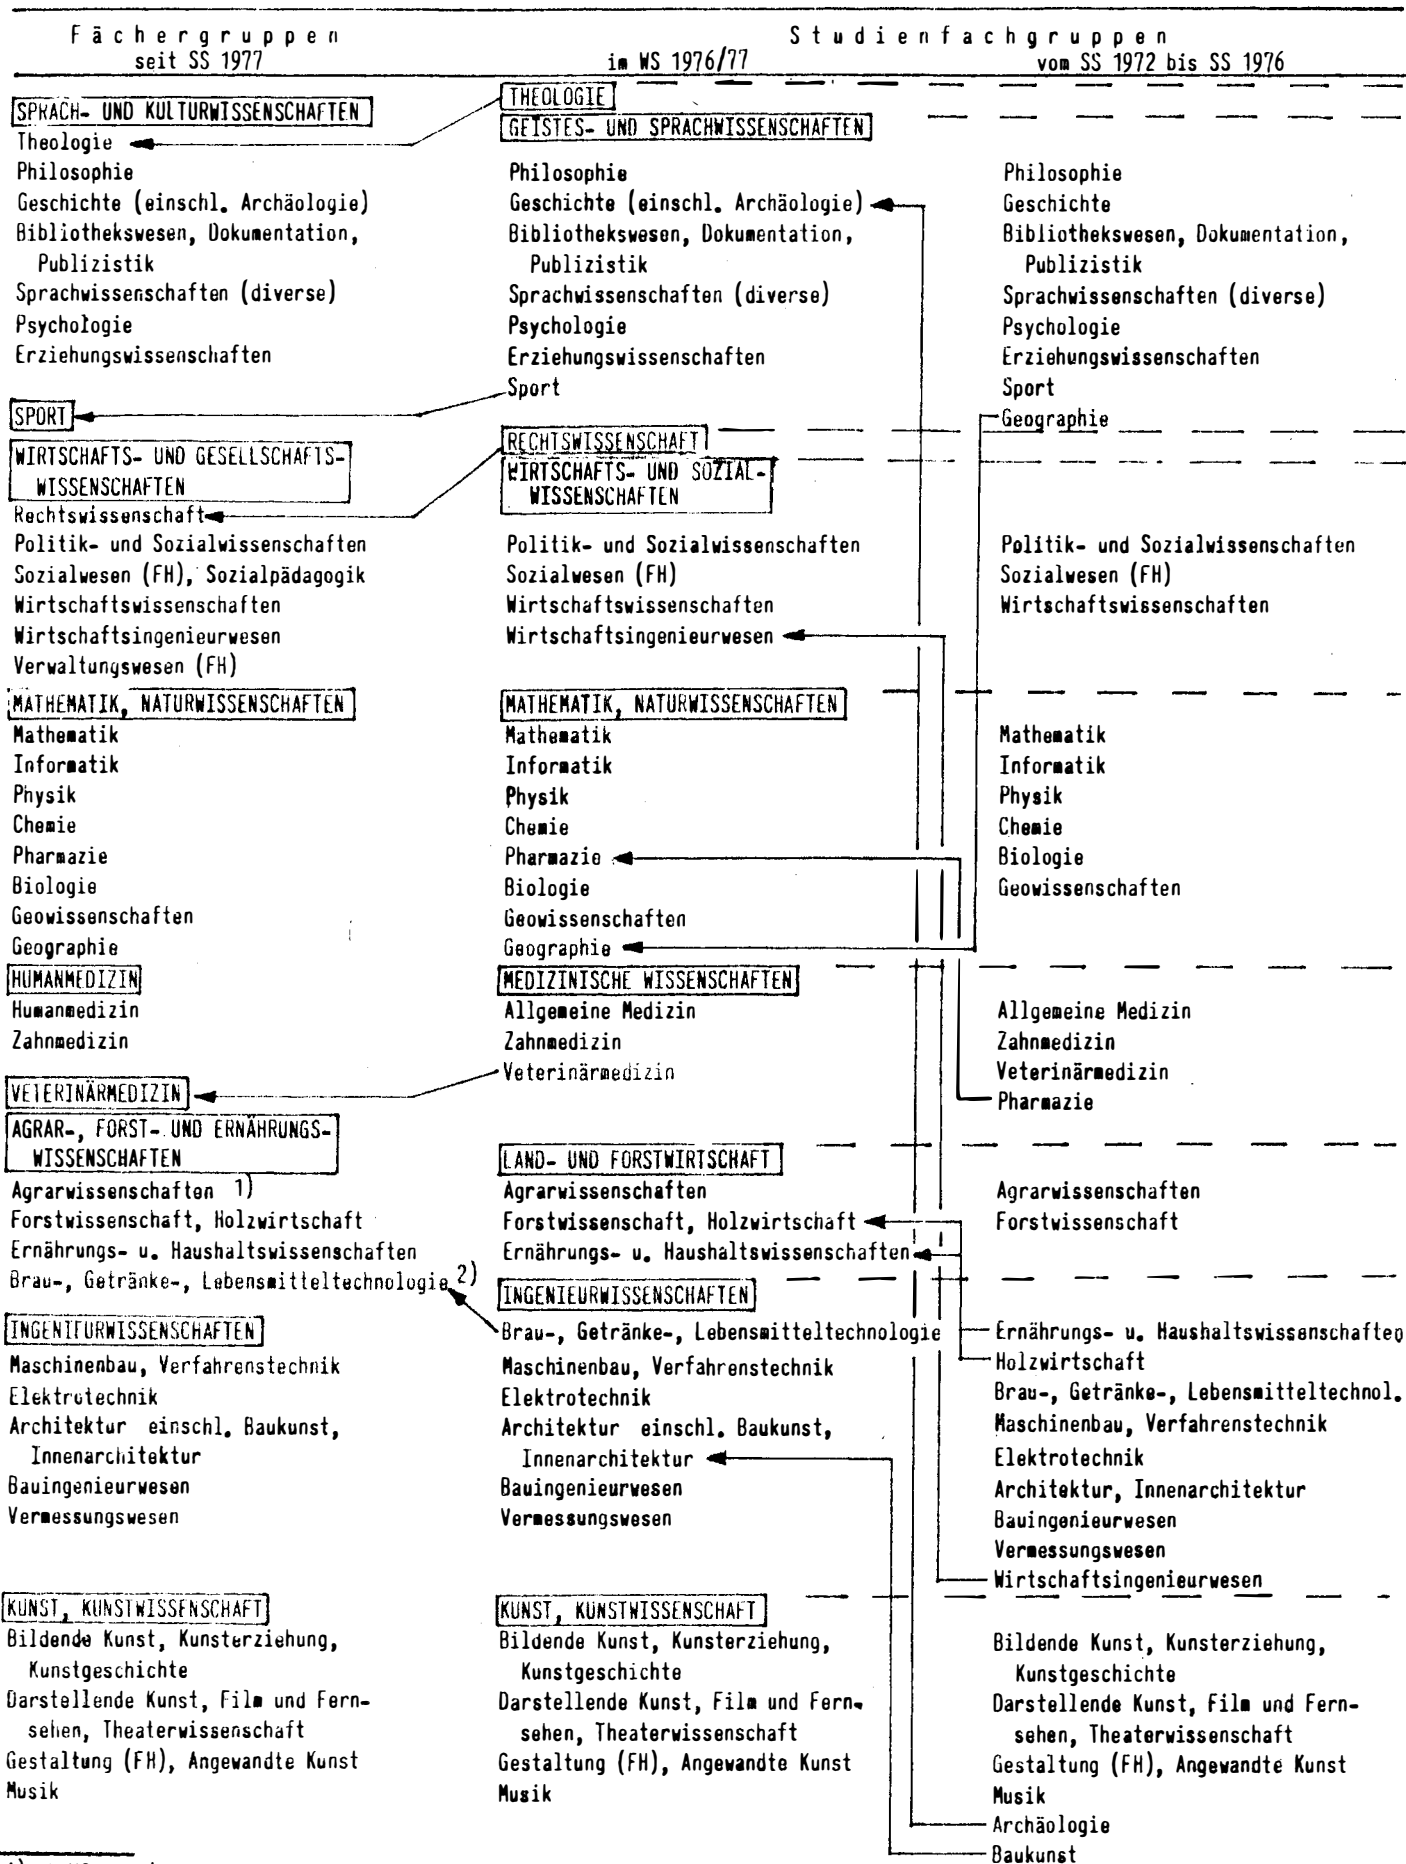 Fächergruppen
seit SS 1977
Studienfachgruppen
im WS 1976/77
vom SS 1972 bis SS 1976
SPRACH- UND KULTURWISSENSCHAFTEN
Theologie
Philosophie
Geschichte (einschl. Archäologie)
Bibliothekswesen, Dokumentation,
Publizistik
Sprachwissenschaften (diverse)
Psychologie
Erziehungswissenschaften
SPORT
WIRTSCHAFTS- UND GESELLSCHAFTS-
WISSENSCHAFTEN
Rechtswissenschaft
Politik- und Sozialwissenschaften
Sozialwesen (FH), Sozialpädagogik
Wirtschaftswissenschaften
Wirtschaftsingenieurwesen
Verwaltungswesen (FH)
MATHEMATIK, NATURWISSENSCHAFTEN
Mathematik
Informatik
Physik
Chemie
Pharmazie
Biologie
Geowissenschaften
Geographie
HUMANMEDIZIN
Humanmedizin
Zahnmedizin
VETERINÄRMEDIZIN
AGRAR-, FORST- UND ERNÄHRUNGS-
WISSENSCHAFTEN
Agrarwissenschaften 1)
Forstwissenschaft, Holzwirtschaft
Ernährungs- u. Haushaltswissenschaften
Brau-, Getränke-, Lebensmitteltechnologie 2)
INGENIEURWISSENSCHAFTEN
Maschinenbau, Verfahrenstechnik
Elektrotechnik
Architektur einschl. Baukunst,
Innenarchitektur
Bauingenieurwesen
Vermessungswesen
KUNST, KUNSTWISSENSCHAFT
Bildende Kunst, Kunsterziehung,
Kunstgeschichte
Darstellende Kunst, Film und Fern-
sehen, Theaterwissenschaft
Gestaltung (FH), Angewandte Kunst
Musik
THEOLOGIE
GEISTES- UND SPRACHWISSENSCHAFTEN
Philosophie
Geschichte (einschl. Archäologie)
Bibliothekswesen, Dokumentation,
Publizistik
Sprachwissenschaften (diverse)
Psychologie
Erziehungswissenschaften
Sport
RECHTSWISSENSCHAFT
WIRTSCHAFTS- UND SOZIAL-
WISSENSCHAFTEN
Politik- und Sozialwissenschaften
Sozialwesen (FH)
Wirtschaftswissenschaften
Wirtschaftsingenieurwesen
MATHEMATIK, NATURWISSENSCHAFTEN
Mathematik
Informatik
Physik
Chemie
Pharmazie
Biologie
Geowissenschaften
Geographie
MEDIZINISCHE WISSENSCHAFTEN
Allgemeine Medizin
Zahnmedizin
Veterinärmedizin
LAND- UND FORSTWIRTSCHAFT
Agrarwissenschaften
Forstwissenschaft, Holzwirtschaft
Ernährungs- u. Haushaltswissenschaften
INGENIEURWISSENSCHAFTEN
Brau-, Getränke-, Lebensmitteltechnologie
Maschinenbau, Verfahrenstechnik
Elektrotechnik
Architektur einschl. Baukunst,
Innenarchitektur
Bauingenieurwesen
Vermessungswesen
KUNST, KUNSTWISSENSCHAFT
Bildende Kunst, Kunsterziehung,
Kunstgeschichte
Darstellende Kunst, Film und Fern-
sehen, Theaterwissenschaft
Gestaltung (FH), Angewandte Kunst
Musik
Philosophie
Geschichte
Bibliothekswesen, Dokumentation,
Publizistik
Sprachwissenschaften (diverse)
Psychologie
Erziehungswissenschaften
Sport
Geographie
Politik- und Sozialwissenschaften
Sozialwesen (FH)
Wirtschaftswissenschaften
Mathematik
Informatik
Physik
Chemie
Biologie
Geowissenschaften
Allgemeine Medizin
Zahnmedizin
Veterinärmedizin
Pharmazie
Agrarwissenschaften
Forstwissenschaft
Ernährungs- u. Haushaltswissenschaften
Holzwirtschaft
Brau-, Getränke-, Lebensmitteltechnol.
Maschinenbau, Verfahrenstechnik
Elektrotechnik
Architektur, Innenarchitektur
Bauingenieurwesen
Vermessungswesen
Wirtschaftsingenieurwesen
Bildende Kunst, Kunsterziehung,
Kunstgeschichte
Darstellende Kunst, Film und Fern-
sehen, Theaterwissenschaft
Gestaltung (FH), Angewandte Kunst
Musik
Archäologie
Baukunst